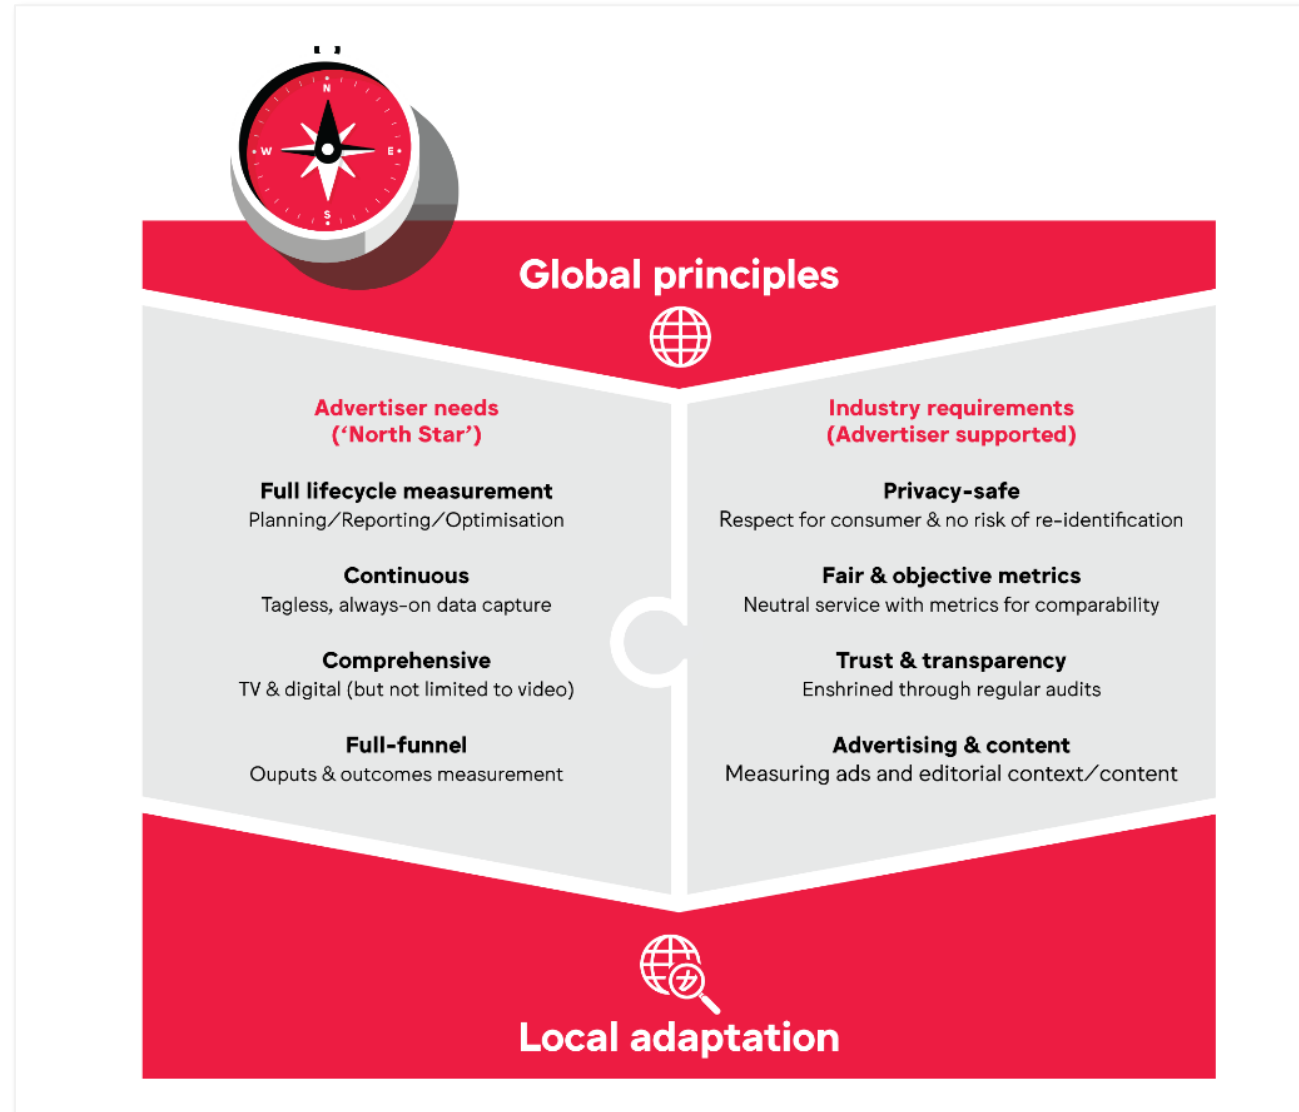 N
W
E
S
Global principles
Advertiser needs
(‘North Star’)
Full lifecycle measurement
Planning/Reporting/Optimisation
Continuous
Tagless, always-on data capture
Comprehensive
TV & digital (but not limited to video)
Full-funnel
Ouputs & outcomes measurement
Industry requirements
(Advertiser supported)
Privacy-safe
Respect for consumer & no risk of re-identification
Fair & objective metrics
Neutral service with metrics for comparability
Trust & transparency
Enshrined through regular audits
Advertising & content
Measuring ads and editorial context/content
Local adaptation